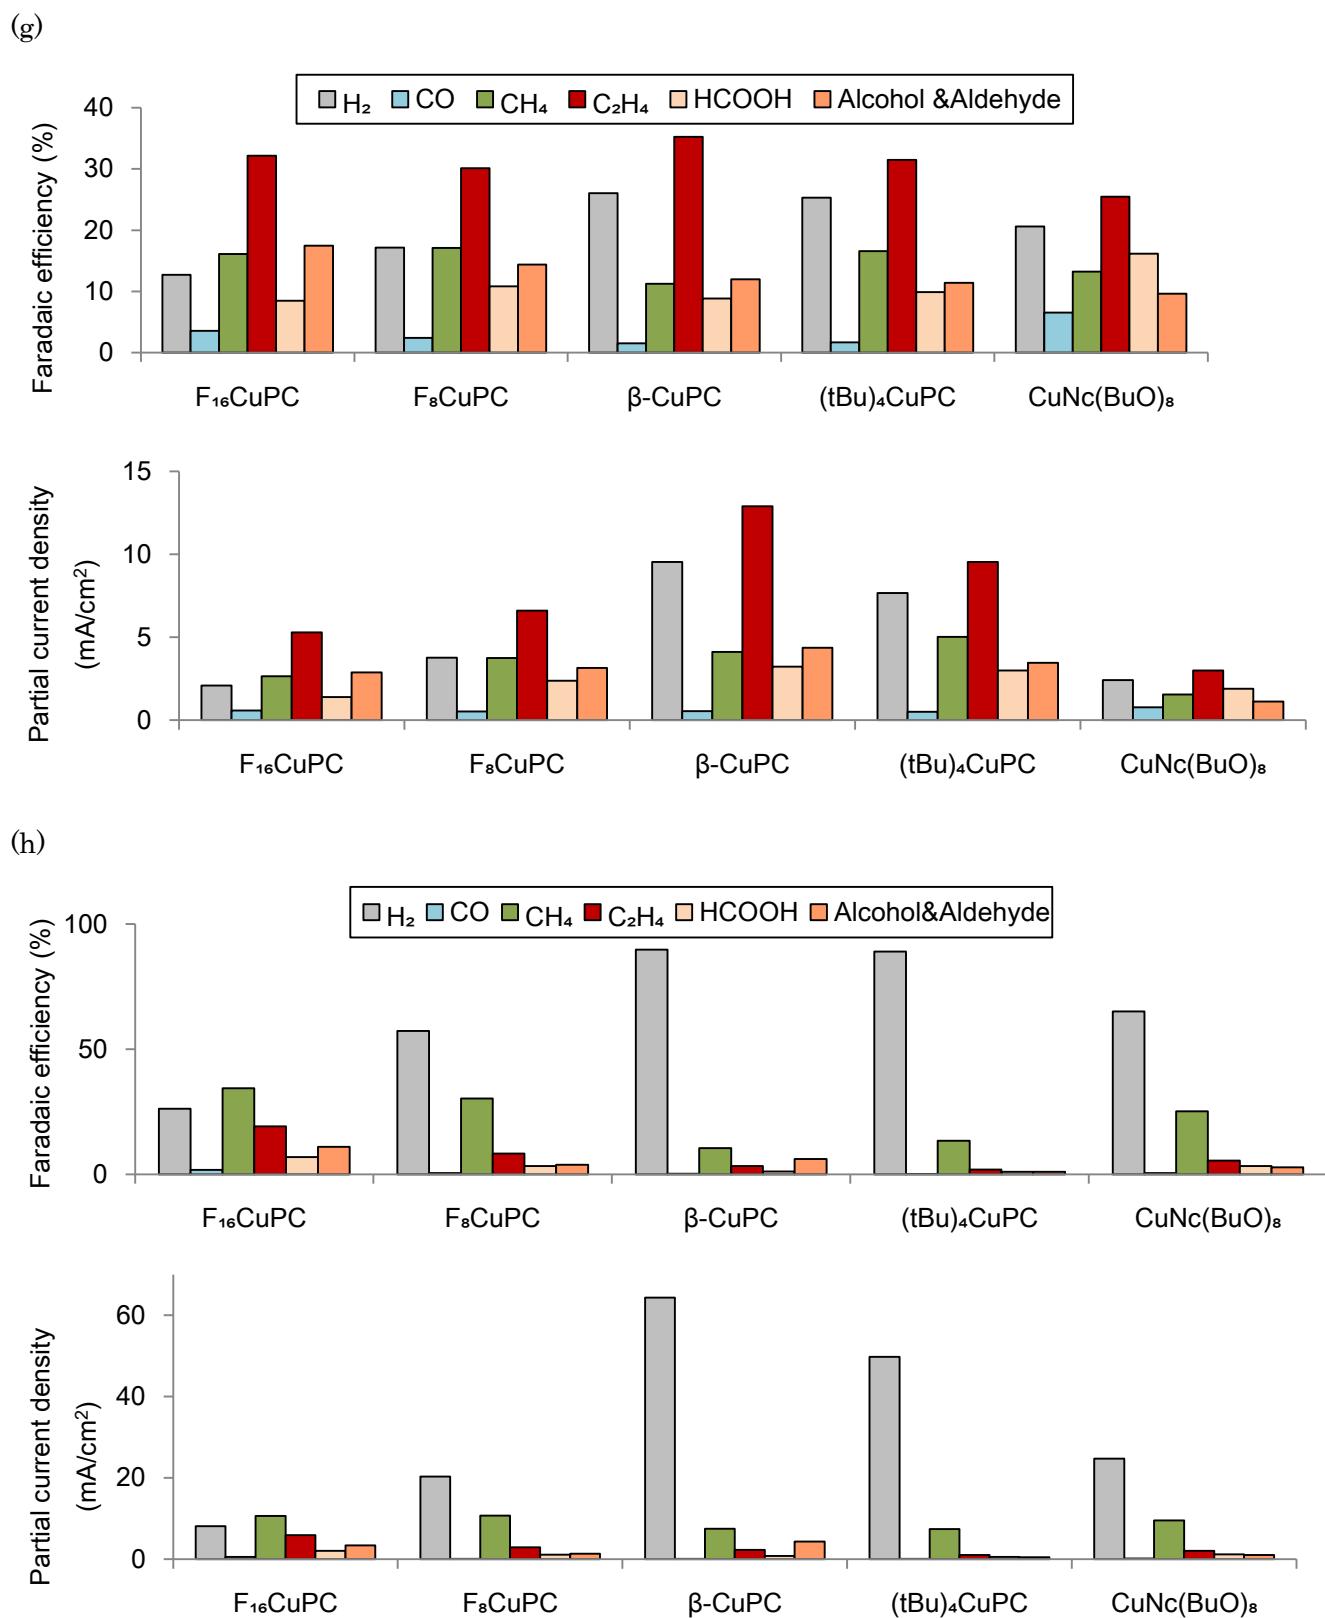 (g)
H₂ CO CH₄ C₂H₄ HCOOH Alcohol &Aldehyde
Faradaic efficiency (%)
40
30
20
10
0
F₁₆CuPC F₈CuPC β-CuPC (tBu)₄CuPC CuNc(BuO)₈
Partial current density
(mA/cm²)
15
10
5
0
F₁₆CuPC F₈CuPC β-CuPC (tBu)₄CuPC CuNc(BuO)₈
(h)
H₂ CO CH₄ C₂H₄ HCOOH Alcohol&Aldehyde
Faradaic efficiency (%)
100
50
0
F₁₆CuPC F₈CuPC β-CuPC (tBu)₄CuPC CuNc(BuO)₈
Partial current density
(mA/cm²)
60
40
20
0
F₁₆CuPC F₈CuPC β-CuPC (tBu)₄CuPC CuNc(BuO)₈